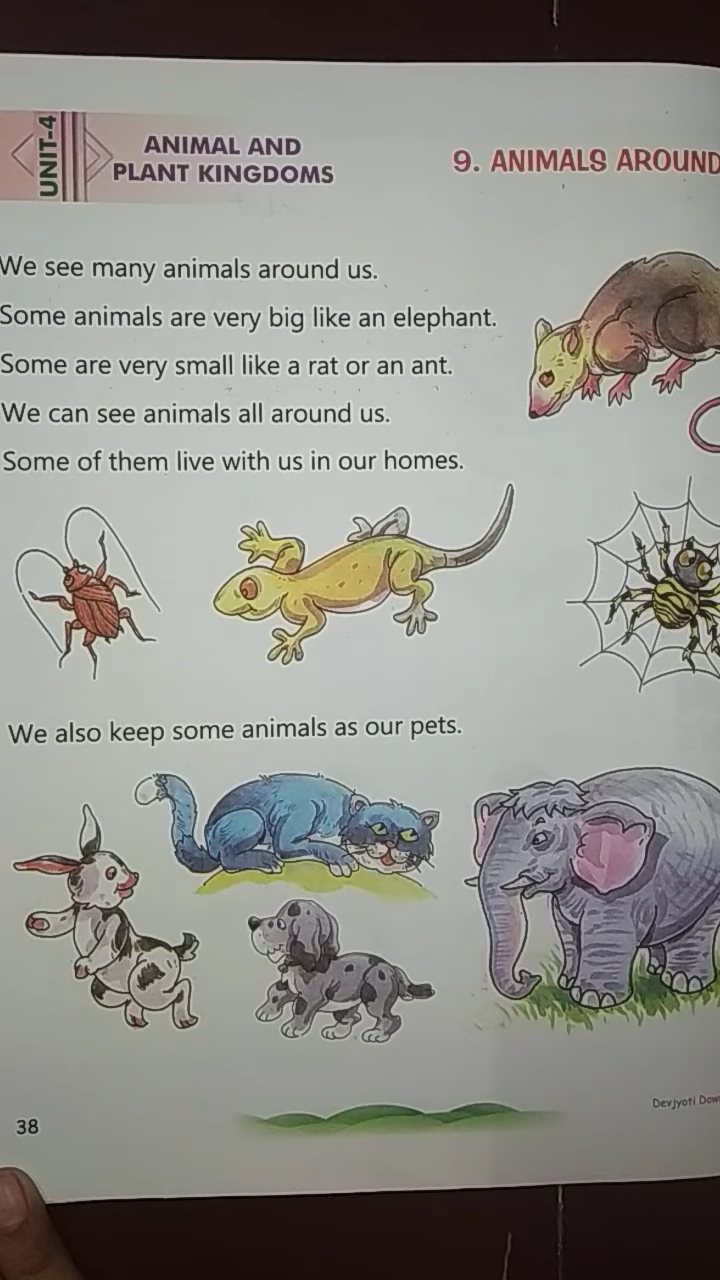 UNIT-4
ANIMAL AND
PLANT KINGDOMS
9. ANIMALS AROUND
We see many animals around us.
Some animals are very big like an elephant.
Some are very small like a rat or an ant.
We can see animals all around us.
Some of them live with us in our homes.
We also keep some animals as our pets.
Devjyoti
38